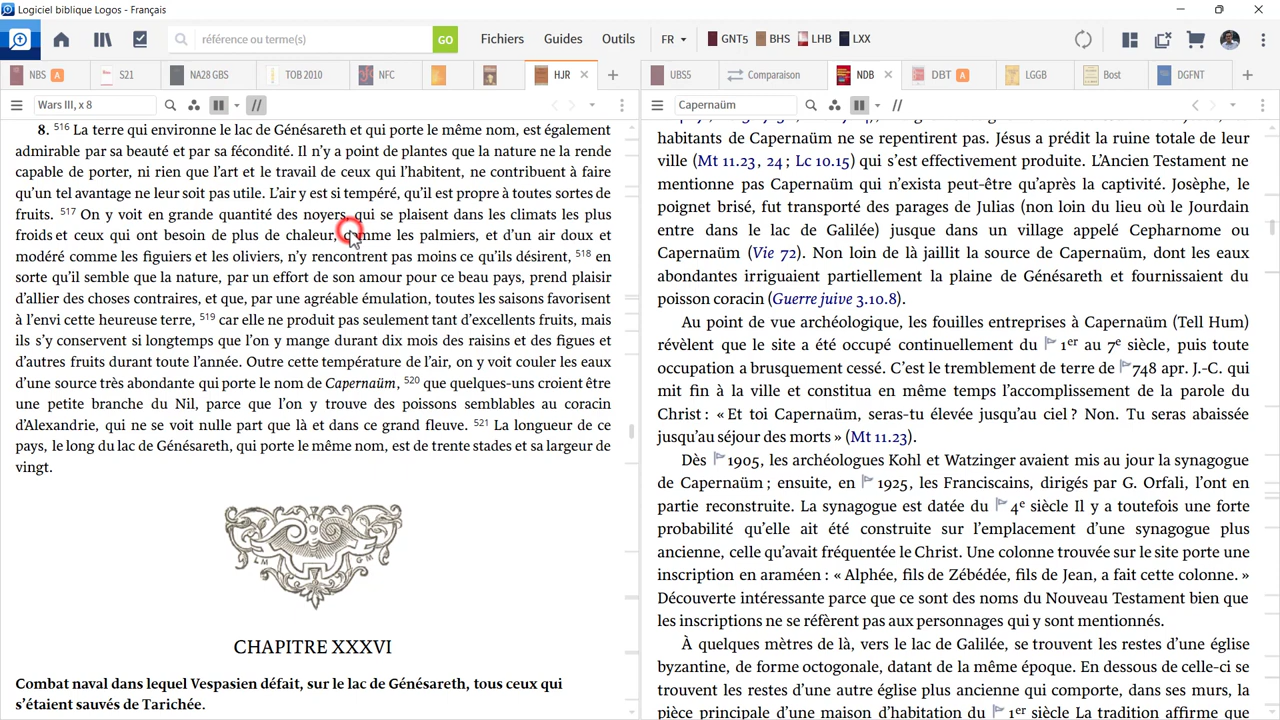 Logiciel biblique Logos - Français
référence ou terme(s)
GO
Fichiers
Guides
Outils
FR
GNT5
BHS
LHB
LXX
NBS
A
S21
NA28 GBS
TOB 2010
NFC
HJR
UBS5
Comparaison
NDB
DBT
A
LGGB
Bost
DGFNT
Wars III, x 8
8. 516 La terre qui environne le lac de Génésareth et qui porte le même nom, est également
admirable par sa beauté et par sa fécondité. Il n’y a point de plantes que la nature ne la rende
capable de porter, ni rien que l’art et le travail de ceux qui l’habitent, ne contribuent à faire
qu’un tel avantage ne leur soit pas utile. L’air y est si tempéré, qu’il est propre à toutes sortes de
fruits. 517 On y voit en grande quantité des noyers, qui se plaisent dans les climats les plus
froids et ceux qui ont besoin de plus de chaleur, comme les palmiers, et d’un air doux et
modéré comme les figuiers et les oliviers, n’y rencontrent pas moins ce qu’ils désirent, 518 en
sorte qu’il semble que la nature, par un effort de son amour pour ce beau pays, prend plaisir
d’allier des choses contraires, et que, par une agréable émulation, toutes les saisons favorisent
à l’envi cette heureuse terre, 519 car elle ne produit pas seulement tant d’excellents fruits, mais
ils s’y conservent si longtemps que l’on y mange durant dix mois des raisins et des figues et
d’autres fruits durant toute l’année. Outre cette température de l’air, on y voit couler les eaux
d’une source très abondante qui porte le nom de Capernaüm, 520 que quelques-uns croient être
une petite branche du Nil, parce que l’on y trouve des poissons semblables au coracin
d’Alexandrie, qui ne se voit nulle part que là et dans ce grand fleuve. 521 La longueur de ce
pays, le long du lac de Génésareth, qui porte le même nom, est de trente stades et sa largeur de
vingt.
CHAPITRE XXXVI
Combat naval dans lequel Vespasien défait, sur le lac de Génésareth, tous ceux qui
s’étaient sauvés de Tarichée.
Capernaüm
habitants de Capernaüm ne se repentirent pas. Jésus a prédit la ruine totale de leur
ville (Mt 11.23, 24 ; Lc 10.15) qui s’est effectivement produite. L’Ancien Testament ne
mentionne pas Capernaüm qui n’exista peut-être qu’après la captivité. Josèphe, le
poignet brisé, fut transporté des parages de Julias (non loin du lieu où le Jourdain
entre dans le lac de Galilée) jusque dans un village appelé Cepharnome ou
Capernaüm (Vie 72). Non loin de là jaillit la source de Capernaüm, dont les eaux
abondantes irriguaient partiellement la plaine de Génésareth et fournissaient du
poisson coracin (Guerre juive 3.10.8).
Au point de vue archéologique, les fouilles entreprises à Capernaüm (Tell Hum)
révèlent que le site a été occupé continuellement du 1er au 7e siècle, puis toute
occupation a brusquement cessé. C’est le tremblement de terre de 748 apr. J.-C. qui
mit fin à la ville et constitua en même temps l’accomplissement de la parole du
Christ : « Et toi Capernaüm, seras-tu élevée jusqu’au ciel ? Non. Tu seras abaissée
jusqu’au séjour des morts » (Mt 11.23).
Dès 1905, les archéologues Kohl et Watzinger avaient mis au jour la synagogue
de Capernaüm ; ensuite, en 1925, les Franciscains, dirigés par G. Orfali, l’ont en
partie reconstruite. La synagogue est datée du 4e siècle Il y a toutefois une forte
probabilité qu’elle ait été construite sur l’emplacement d’une synagogue plus
ancienne, celle qu’avait fréquentée le Christ. Une colonne trouvée sur le site porte une
inscription en araméen : « Alphée, fils de Zébédée, fils de Jean, a fait cette colonne. »
Découverte intéressante parce que ce sont des noms du Nouveau Testament bien que
les inscriptions ne se réfèrent pas aux personnages qui y sont mentionnés.
À quelques mètres de là, vers le lac de Galilée, se trouvent les restes d’une église
byzantine, de forme octogonale, datant de la même époque. En dessous de celle-ci se
trouvent les restes d’une autre église plus ancienne qui comporte, dans ses murs, la
pièce principale d’une maison d’habitation du 1er siècle La tradition affirme que